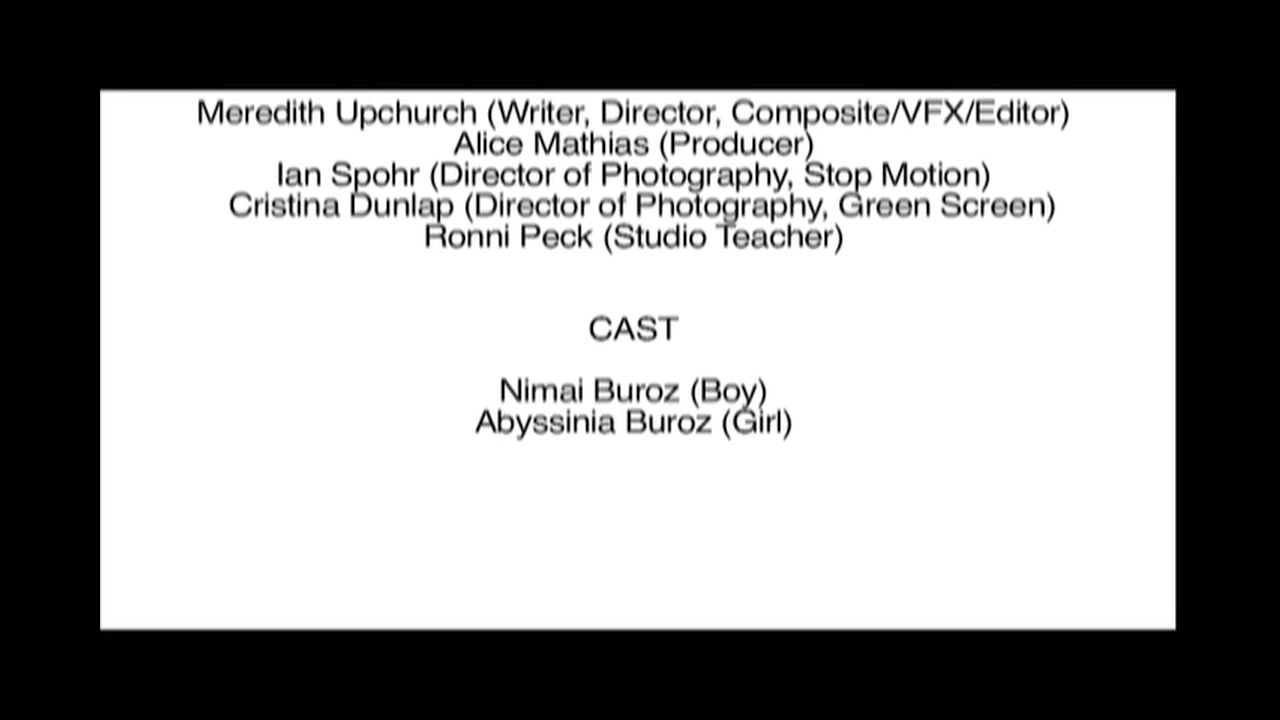 Meredith Upchurch (Writer, Director, Composite/VFX/Editor)
Alice Mathias (Producer)
Ian Spohr (Director of Photography, Stop Motion)
Cristina Dunlap (Director of Photography, Green Screen)
Ronni Peck (Studio Teacher)
CAST
Nimai Buroz (Boy)
Abyssinia Buroz (Girl)